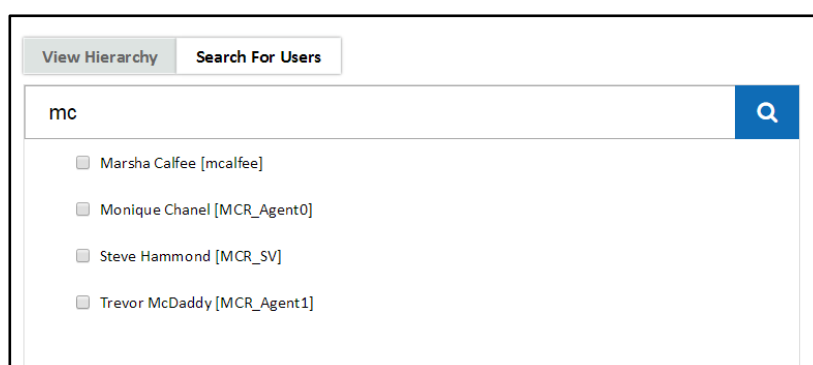 View Hierarchy Search For Users
mc
Marsha Calfee [mcalfee]
Monique Chanel [MCR_Agent0]
Steve Hammond [MCR_SV]
Trevor McDaddy [MCR_Agent1]